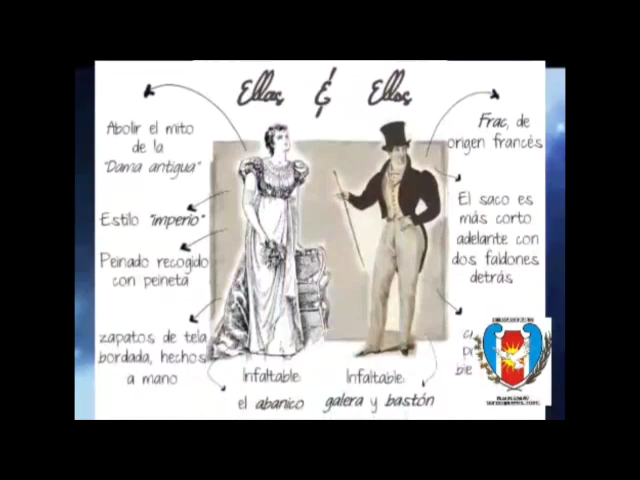 Ellas & Ellos
Abolir el mito
de la
"Dama antigua"
Estilo "imperio"
Peinado recogido
con peineta
zapatos de tela
bordada, hechos
a mano
Infaltable:
el abanico
Infaltable:
galera y bastón
Frac, de
origen francés
El saco es
más corto
adelante con
dos faldones
detrás